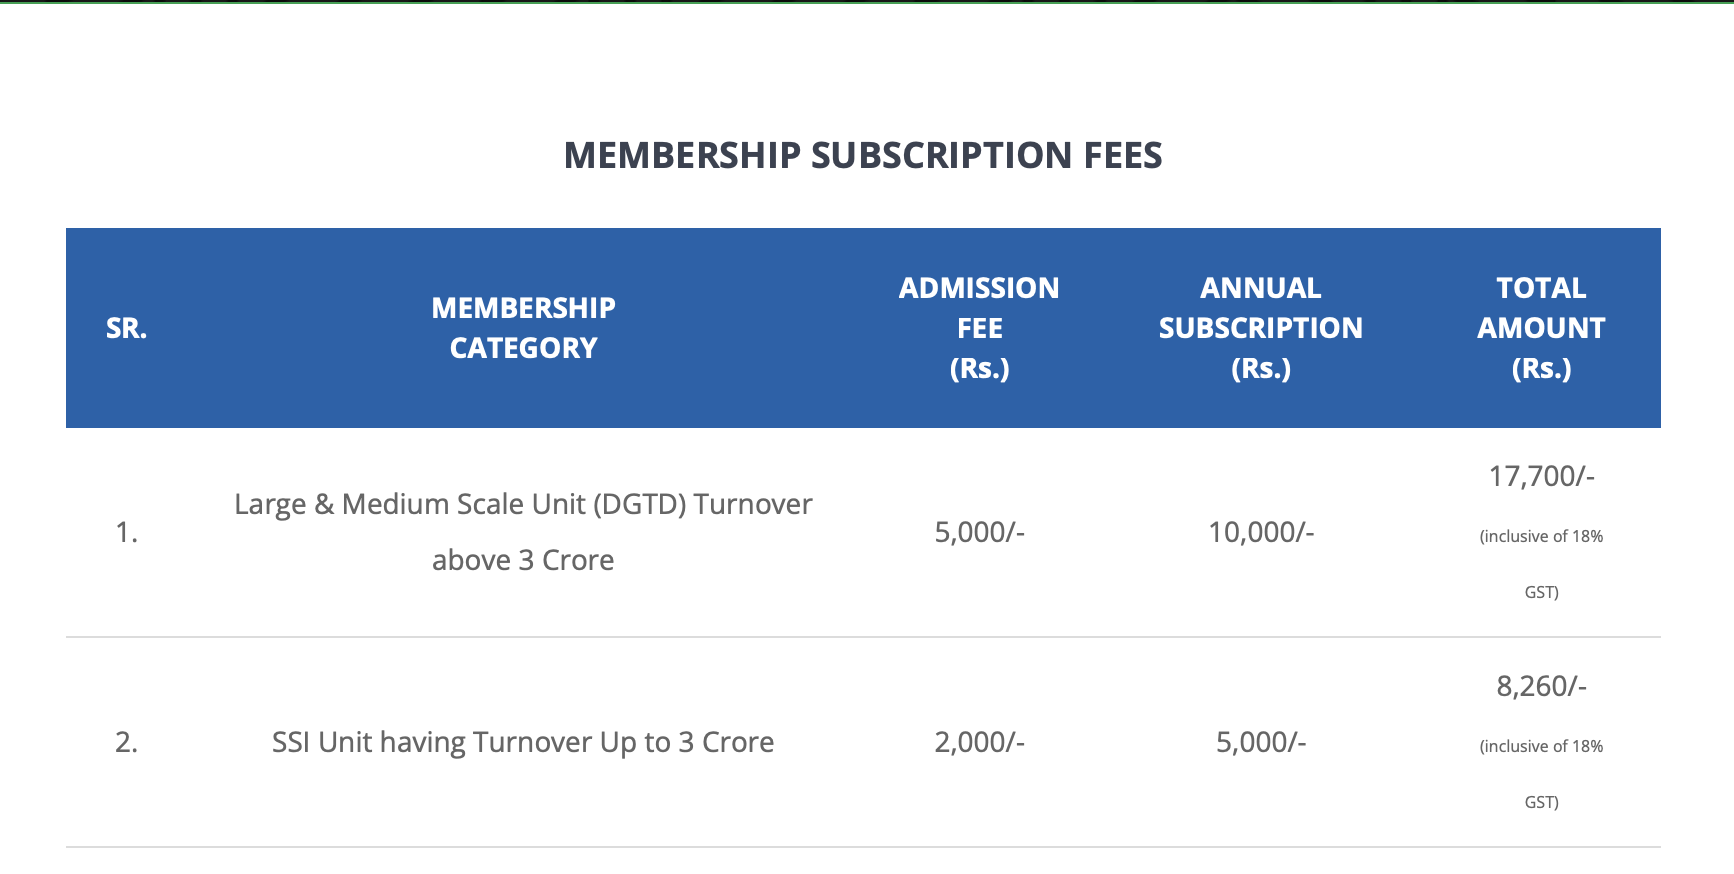 MEMBERSHIP SUBSCRIPTION FEES
SR.
MEMBERSHIP
CATEGORY
ADMISSION
FEE
(Rs.)
ANNUAL
SUBSCRIPTION
(Rs.)
TOTAL
AMOUNT
(Rs.)
1.
Large & Medium Scale Unit (DGTD) Turnover
above 3 Crore
5,000/-
10,000/-
17,700/-
(inclusive of 18%
GST)
2.
SSI Unit having Turnover Up to 3 Crore
2,000/-
5,000/-
8,260/-
(inclusive of 18%
GST)